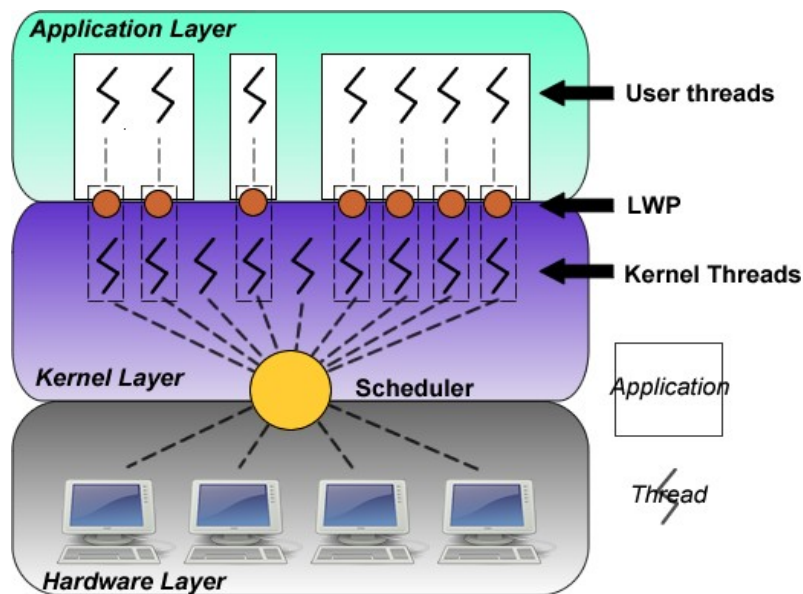 Application Layer
User threads
LWP
Kernel Threads
Kernel Layer
Scheduler
Application
Thread
Hardware Layer